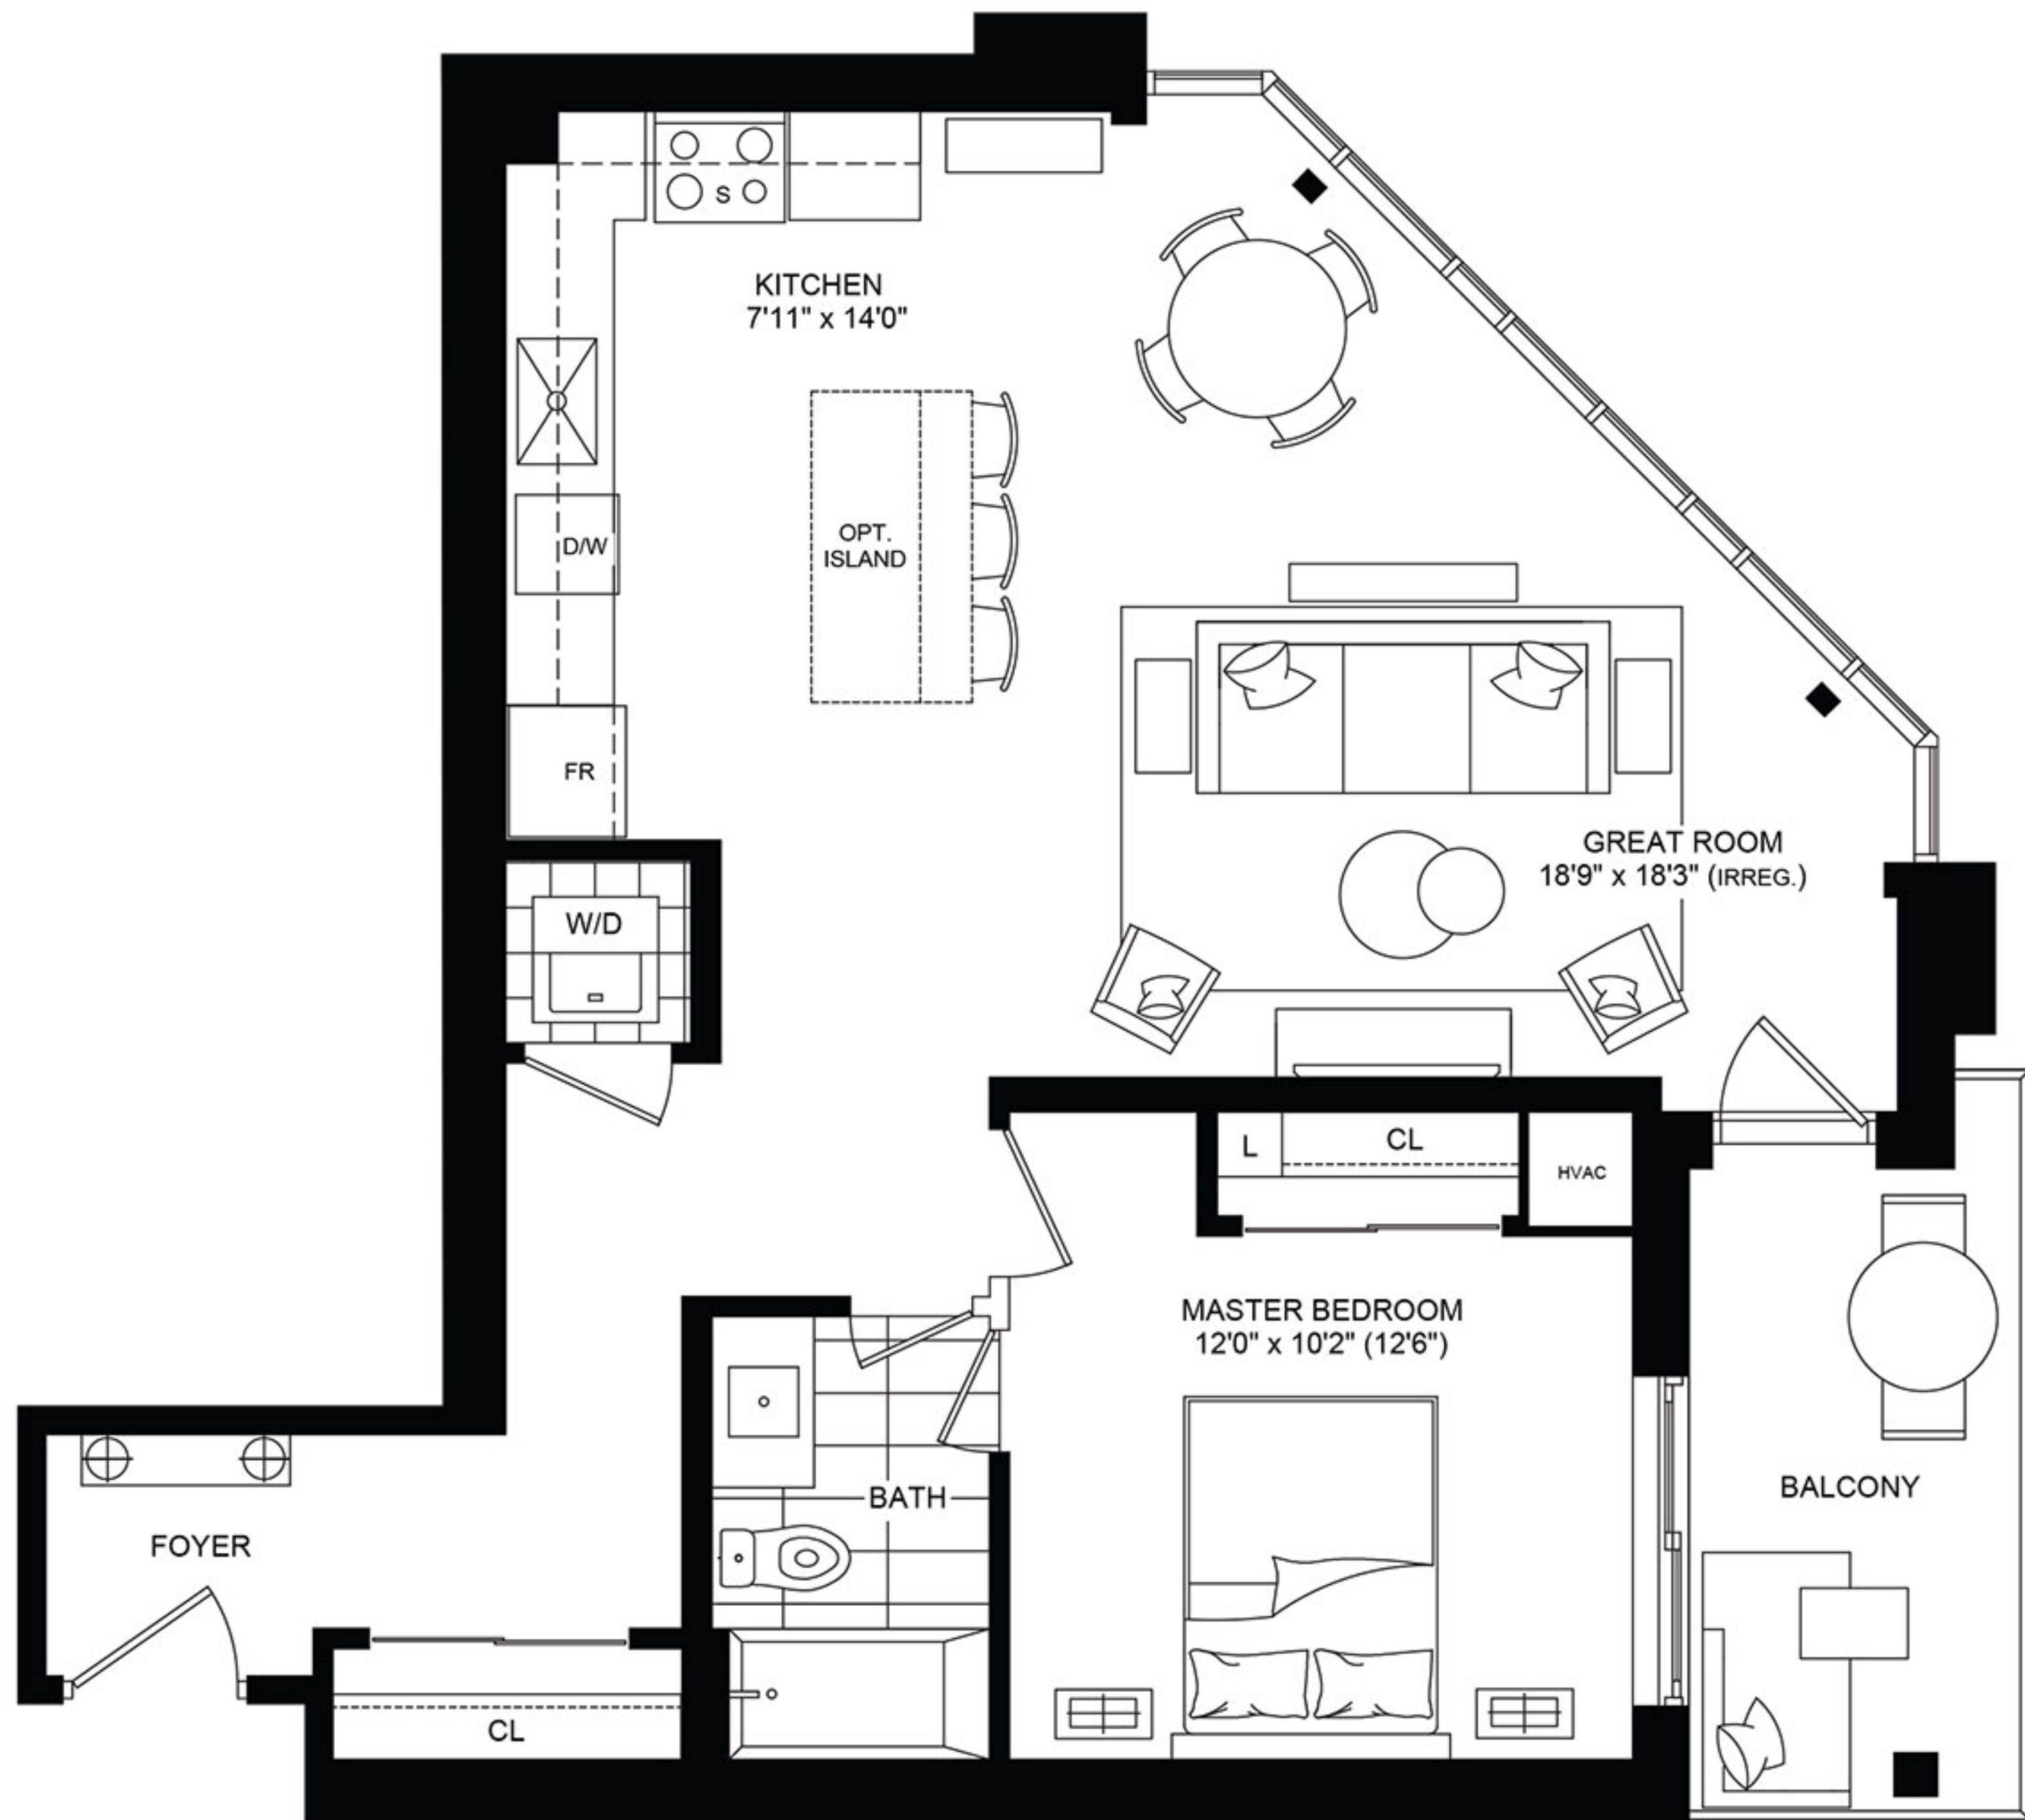 S
KITCHEN
7'11" x 14'0"
OPT.
ISLAND
D/W
FR
GREAT ROOM
18'9" x 18'3" (IRREG.)
W/D
L
CL
HVAC
MASTER BEDROOM
12'0" x 10'2" (12'6")
BATH
BALCONY
FOYER
CL